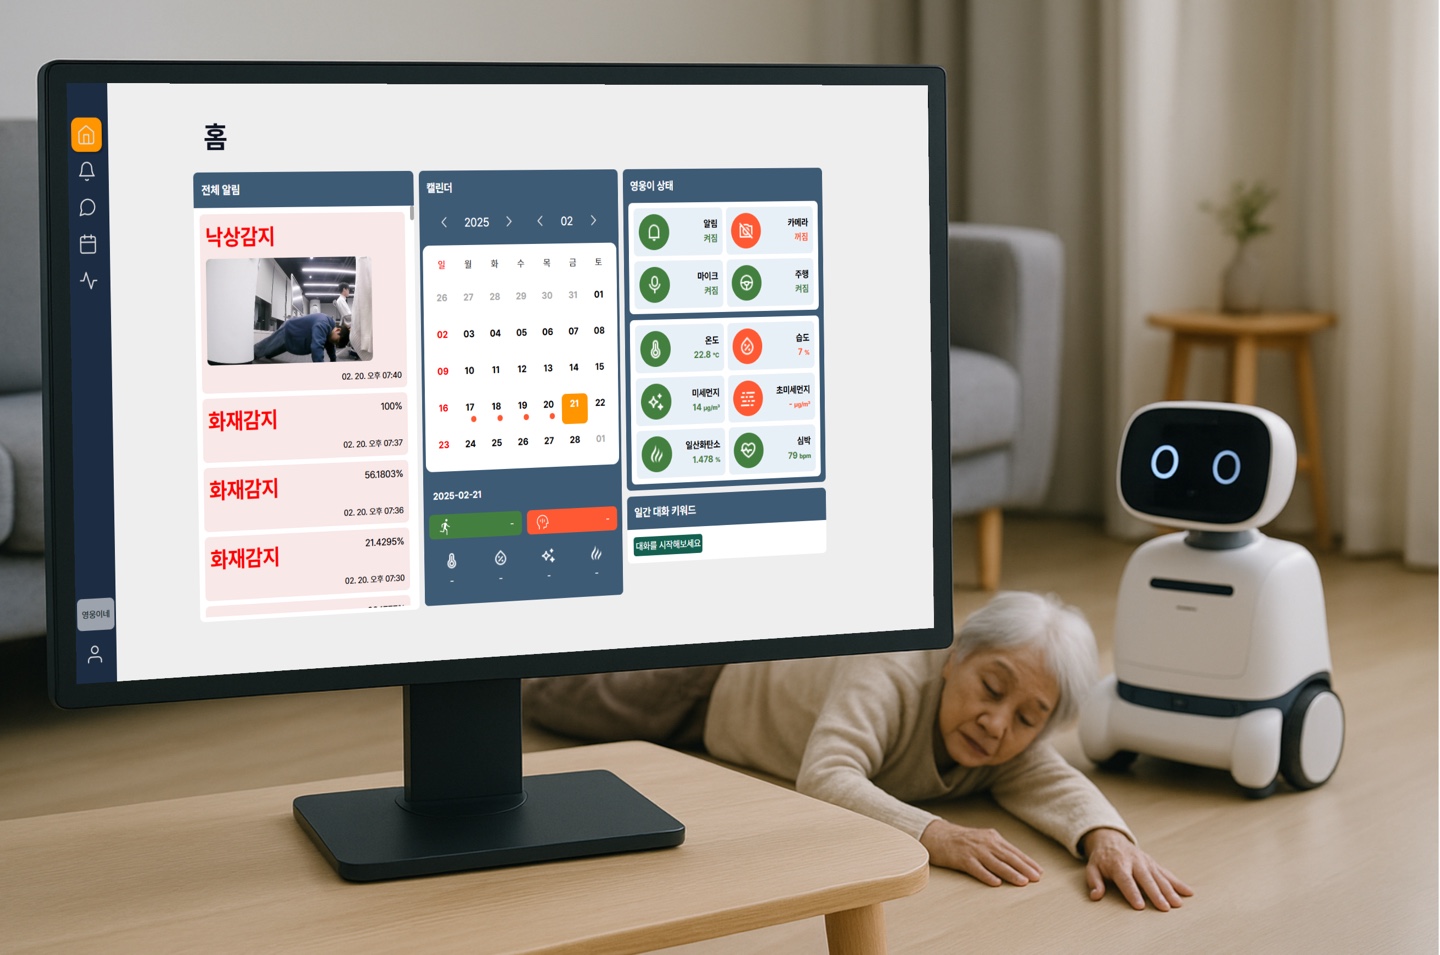 홈
전체 알림
낙상감지
02. 20. 오후 07:40
100%
화재감지
02. 20. 오후 07:37
56.1803%
화재감지
02. 20. 오후 07:36
21.4295%
화재감지
02. 20. 오후 07:30
영웅이네
캘린더
< 2025 > < 02 >
일 월 화 수 목 금 토
26 27 28 29 30 31 01
02 03 04 05 06 07 08
09 10 11 12 13 14 15
16 17 18 19 20 21 22
23 24 25 26 27 28 01
2025-02-21
- -
- - - -
영웅이 상태
알림
켜짐
카메라
꺼짐
마이크
켜짐
주행
켜짐
온도
22.8 ℃
습도
7 %
미세먼지
14 μg/m³
초미세먼지
- μg/m³
일산화탄소
1.478 %
심박
79 bpm
일간 대화 키워드
대화를 시작해보세요